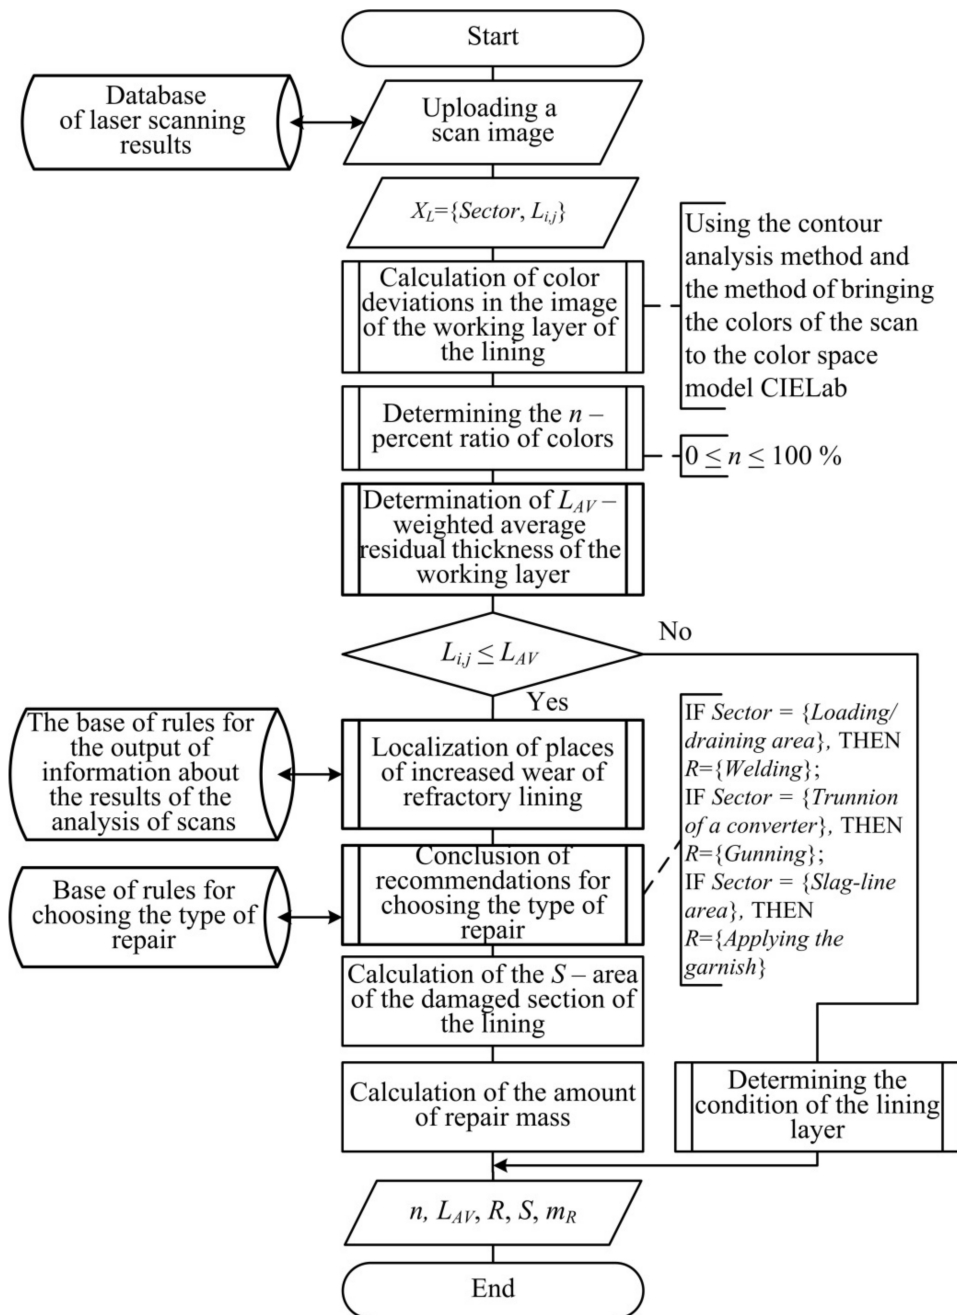 Start
Database
of laser scanning
results
Uploading a
scan image
X_L={Sector, L_{i,j}}
Using the contour
analysis method and
the method of bringing
the colors of the scan
to the color space
model CIELab
Calculation of color
deviations in the image
of the working layer of
the lining
Determining the n –
percent ratio of colors
0 ≤ n ≤ 100 %
Determination of L_{AV} –
weighted average
residual thickness of the
working layer
L_{i,j} ≤ L_{AV}
No
Yes
The base of rules for
the output of
information about
the results of the
analysis of scans
Localization of places
of increased wear of
refractory lining
IF Sector = {Loading/
draining area}, THEN
R={Welding};
IF Sector = {Trunnion
of a converter}, THEN
R={Gunning};
IF Sector = {Slag-line
area}, THEN
R={Applying the
garnish}
Base of rules for
choosing the type of
repair
Conclusion of
recommendations for
choosing the type of
repair
Calculation of the S – area
of the damaged section of
the lining
Calculation of the amount
of repair mass
Determining the
condition of the lining
layer
n, L_{AV}, R, S, m_R
End